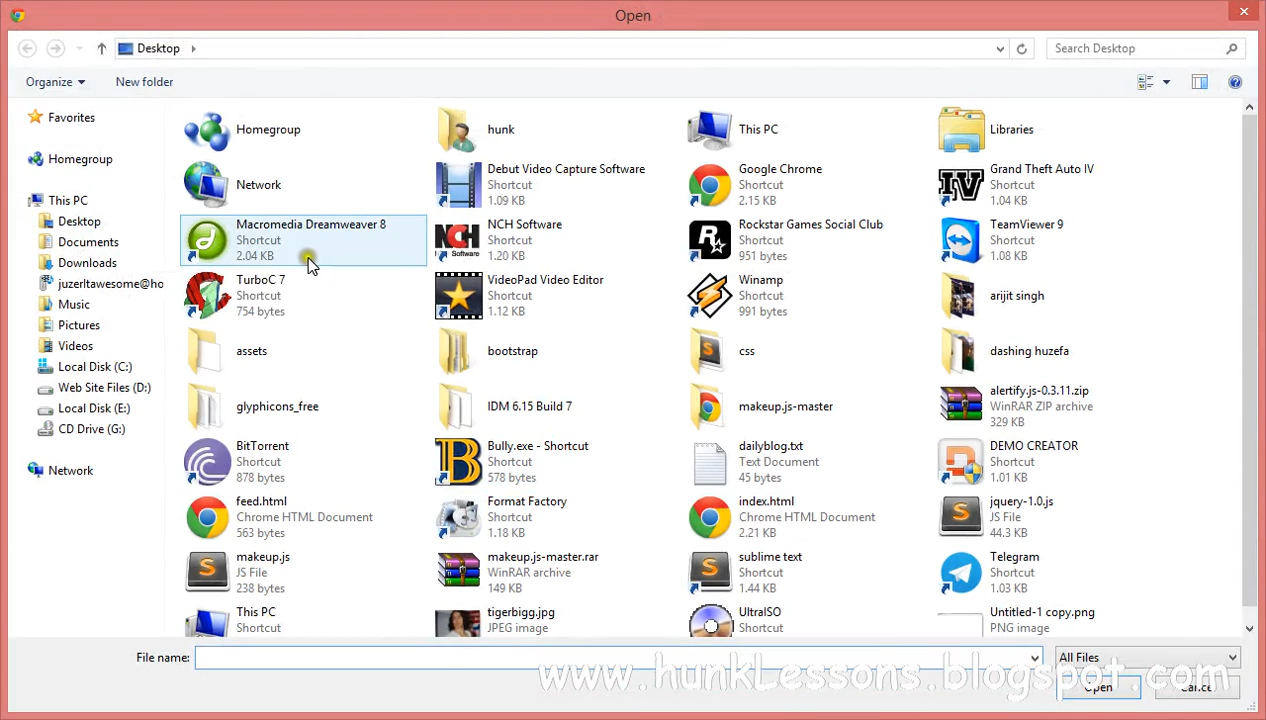 Open
Desktop
Search Desktop
Organize
New folder
Favorites
Homegroup
This PC
Desktop
Documents
Downloads
juzerltawesome@ho
Music
Pictures
Videos
Local Disk (C:)
Web Site Files (D:)
Local Disk (E:)
CD Drive (G:)
Network
Homegroup
hunk
This PC
Libraries
Network
Debut Video Capture Software
Shortcut
1.09 KB
Google Chrome
Shortcut
2.15 KB
Grand Theft Auto IV
Shortcut
1.04 KB
Macromedia Dreamweaver 8
Shortcut
2.04 KB
NCH
NCH Software
Shortcut
1.20 KB
Rockstar Games Social Club
Shortcut
951 bytes
TeamViewer 9
Shortcut
1.08 KB
TurboC 7
Shortcut
754 bytes
VideoPad Video Editor
Shortcut
1.12 KB
Winamp
Shortcut
991 bytes
arijit singh
assets
bootstrap
css
dashing huzefa
glyphicons_free
IDM 6.15 Build 7
makeup.js-master
alertify.js-0.3.11.zip
WinRAR ZIP archive
329 KB
BitTorrent
Shortcut
878 bytes
Bully.exe - Shortcut
Shortcut
578 bytes
dailyblog.txt
Text Document
45 bytes
DEMO CREATOR
Shortcut
1.01 KB
feed.html
Chrome HTML Document
563 bytes
Format Factory
Shortcut
1.18 KB
index.html
Chrome HTML Document
2.21 KB
jquery-1.0.js
JS File
44.3 KB
makeup.js
JS File
238 bytes
makeup.js-master.rar
WinRAR archive
149 KB
sublime text
Shortcut
1.44 KB
Telegram
Shortcut
1.03 KB
This PC
Shortcut
tigerbigg.jpg
JPEG image
UltraISO
Shortcut
Untitled-1 copy.png
PNG image
File name:
All Files
Open
Cancel
www.hunkLessons.blogspot.com